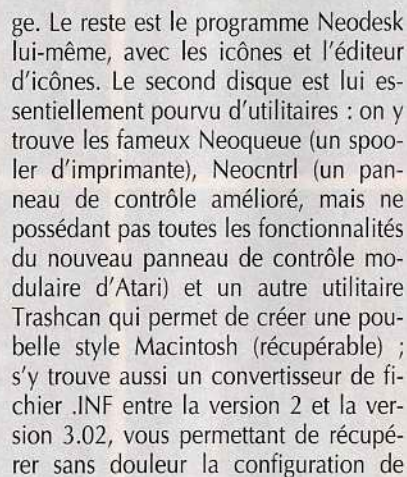 ge. Le reste est le programme Neodesk
lui-même, avec les icônes et l'éditeur
d'icônes. Le second disque est lui es-
sentiellement pourvu d'utilitaires : on y
trouve les fameux Neoqueue (un spoo-
ler d'imprimante), Neocntrl (un pan-
neau de contrôle amélioré, mais ne
possédant pas toutes les fonctionnalités
du nouveau panneau de contrôle mo-
dulaire d'Atari) et un autre utilitaire
Trashcan qui permet de créer une pou-
belle style Macintosh (récupérable) ;
s'y trouve aussi un convertisseur de fi-
chier .INF entre la version 2 et la ver-
sion 3.02, vous permettant de récupé-
rer sans douleur la configuration de